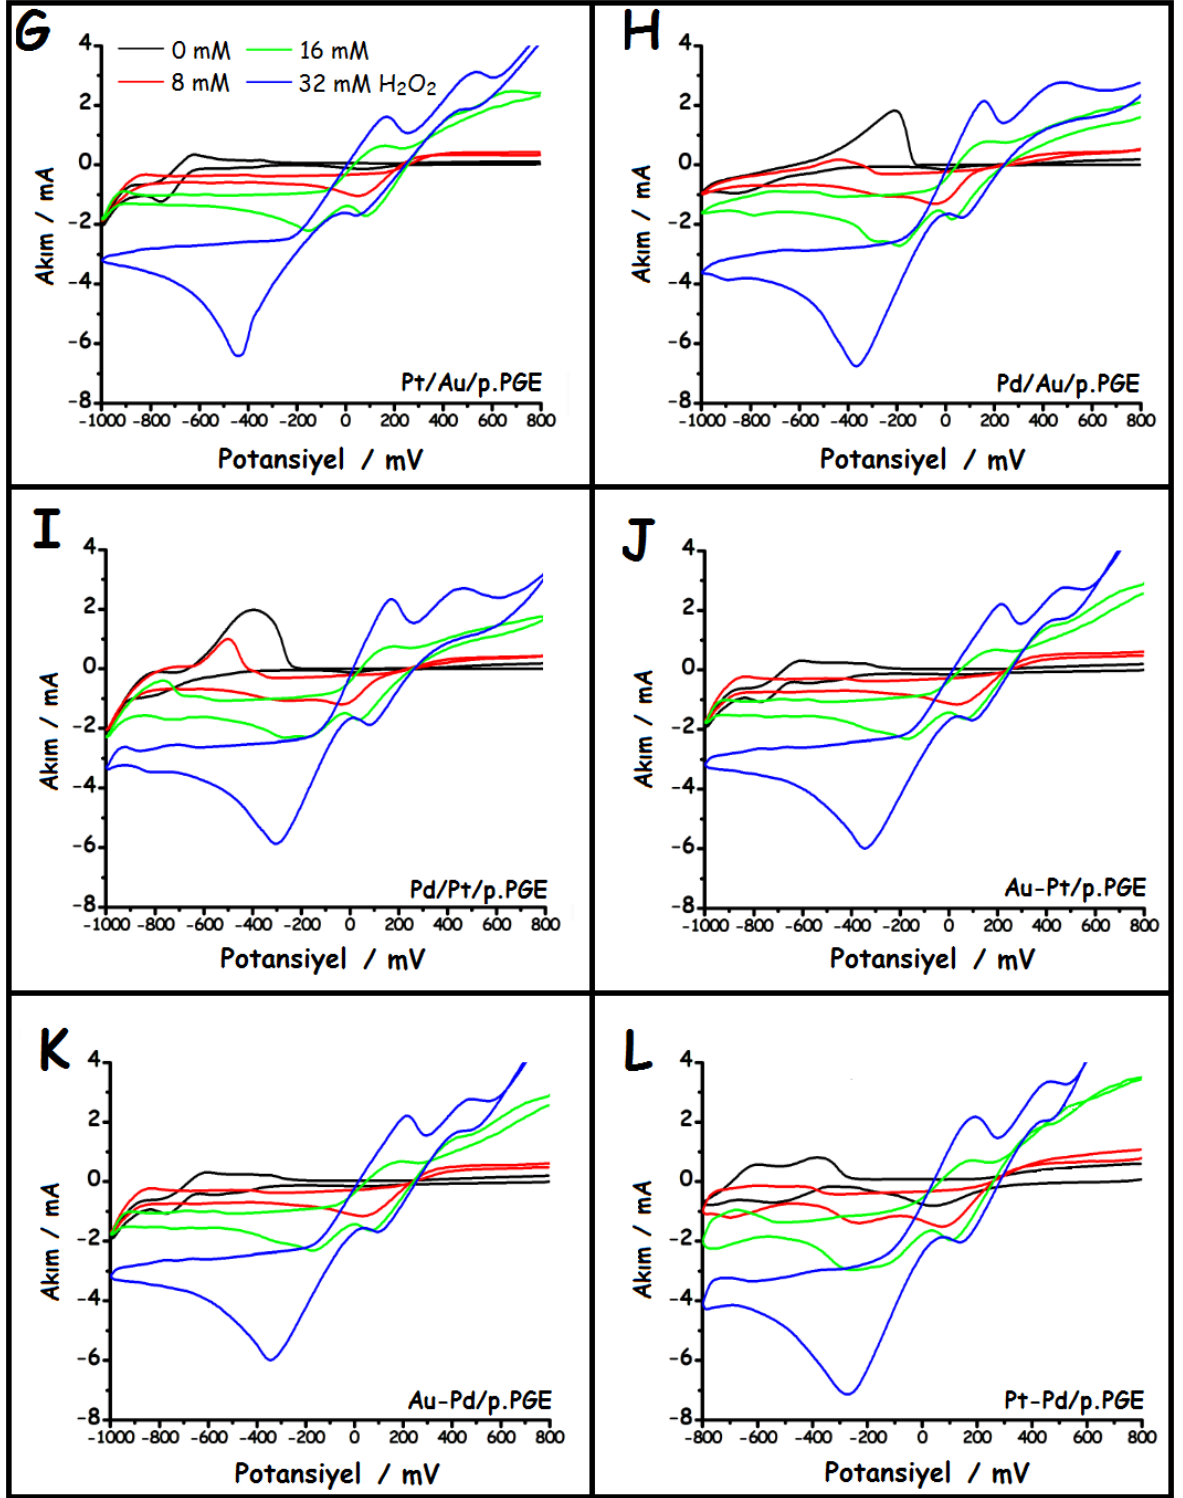 G
0 mM
16 mM
8 mM
32 mM H₂O₂
4
2
0
-2
-4
-6
-8
Akım / mA
Pt/Au/p.PGE
-1000 -800 -600 -400 -200 0 200 400 600 800
Potansiyel / mV
H
4
2
0
-2
-4
-6
-8
Akım / mA
Pd/Au/p.PGE
-1000 -800 -600 -400 -200 0 200 400 600 800
Potansiyel / mV
I
4
2
0
-2
-4
-6
-8
Akım / mA
Pd/Pt/p.PGE
-1000 -800 -600 -400 -200 0 200 400 600 800
Potansiyel / mV
J
4
2
0
-2
-4
-6
-8
Akım / mA
Au-Pt/p.PGE
-1000 -800 -600 -400 -200 0 200 400 600 800
Potansiyel / mV
K
4
2
0
-2
-4
-6
-8
Akım / mA
Au-Pd/p.PGE
-1000 -800 -600 -400 -200 0 200 400 600 800
Potansiyel / mV
L
4
2
0
-2
-4
-6
-8
Akım / mA
Pt-Pd/p.PGE
-800 -600 -400 -200 0 200 400 600 800
Potansiyel / mV